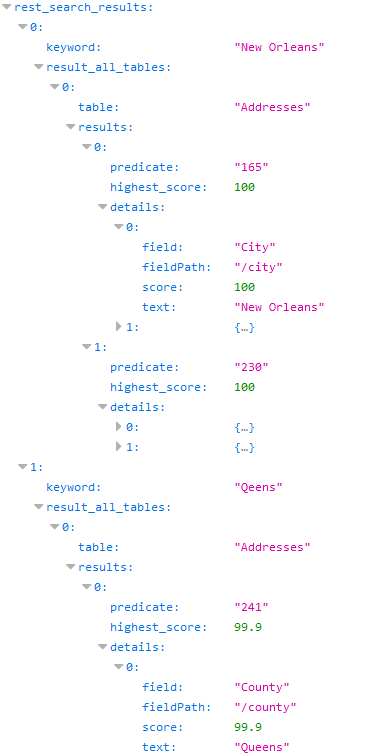 rest_search_results:
0:
keyword: "New Orleans"
result_all_tables:
0:
table: "Addresses"
results:
0:
predicate: "165"
highest_score: 100
details:
0:
field: "City"
fieldPath: "/city"
score: 100
text: "New Orleans"
1: {…}
1:
predicate: "230"
highest_score: 100
details:
0: {…}
1: {…}
1:
keyword: "Qeens"
result_all_tables:
0:
table: "Addresses"
results:
0:
predicate: "241"
highest_score: 99.9
details:
0:
field: "County"
fieldPath: "/county"
score: 99.9
text: "Queens"